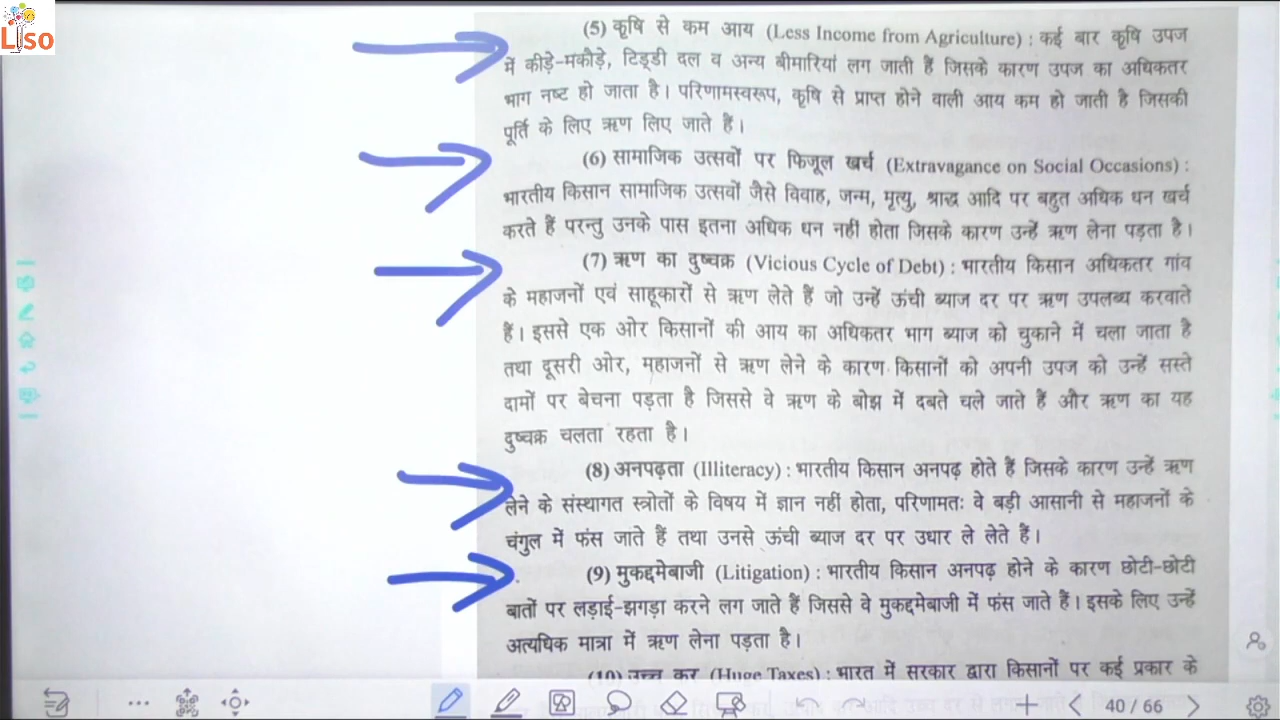 Liso
(5) कृषि से कम आय (Less Income from Agriculture) : कई बार कृषि उपज
में कीड़े-मकौड़े, टिड्डी दल व अन्य बीमारियां लग जाती हैं जिसके कारण उपज का अधिकतर
भाग नष्ट हो जाता है। परिणामस्वरूप, कृषि से प्राप्त होने वाली आय कम हो जाती है जिसकी
पूर्ति के लिए ऋण लिए जाते हैं।
(6) सामाजिक उत्सवों पर फिजूल खर्च (Extravagance on Social Occasions) :
भारतीय किसान सामाजिक उत्सवों जैसे विवाह, जन्म, मृत्यु, श्राद्ध आदि पर बहुत अधिक धन खर्च
करते हैं परन्तु उनके पास इतना अधिक धन नहीं होता जिसके कारण उन्हें ऋण लेना पड़ता है।
(7) ऋण का दुष्चक्र (Vicious Cycle of Debt) : भारतीय किसान अधिकतर गांव
के महाजनों एवं साहूकारों से ऋण लेते हैं जो उन्हें ऊंची ब्याज दर पर ऋण उपलब्ध करवाते
हैं। इससे एक ओर किसानों की आय का अधिकतर भाग ब्याज को चुकाने में चला जाता है
तथा दूसरी ओर, महाजनों से ऋण लेने के कारण किसानों को अपनी उपज को उन्हें सस्ते
दामों पर बेचना पड़ता है जिससे वे ऋण के बोझ में दबते चले जाते हैं और ऋण का यह
दुष्चक्र चलता रहता है।
(8) अनपढ़ता (Illiteracy) : भारतीय किसान अनपढ़ होते हैं जिसके कारण उन्हें ऋण
लेने के संस्थागत स्त्रोतों के विषय में ज्ञान नहीं होता, परिणामतः वे बड़ी आसानी से महाजनों के
चंगुल में फंस जाते हैं तथा उनसे ऊंची ब्याज दर पर उधार ले लेते हैं।
(9) मुकद्दमेबाजी (Litigation) : भारतीय किसान अनपढ़ होने के कारण छोटी-छोटी
बातों पर लड़ाई-झगड़ा करने लग जाते हैं जिससे वे मुकद्दमेबाजी में फंस जाते हैं। इसके लिए उन्हें
अत्यधिक मात्रा में ऋण लेना पड़ता है।
(10) उच्च कर (Huge Taxes) : भारत में सरकार द्वारा किसानों पर कई प्रकार के
40 / 66